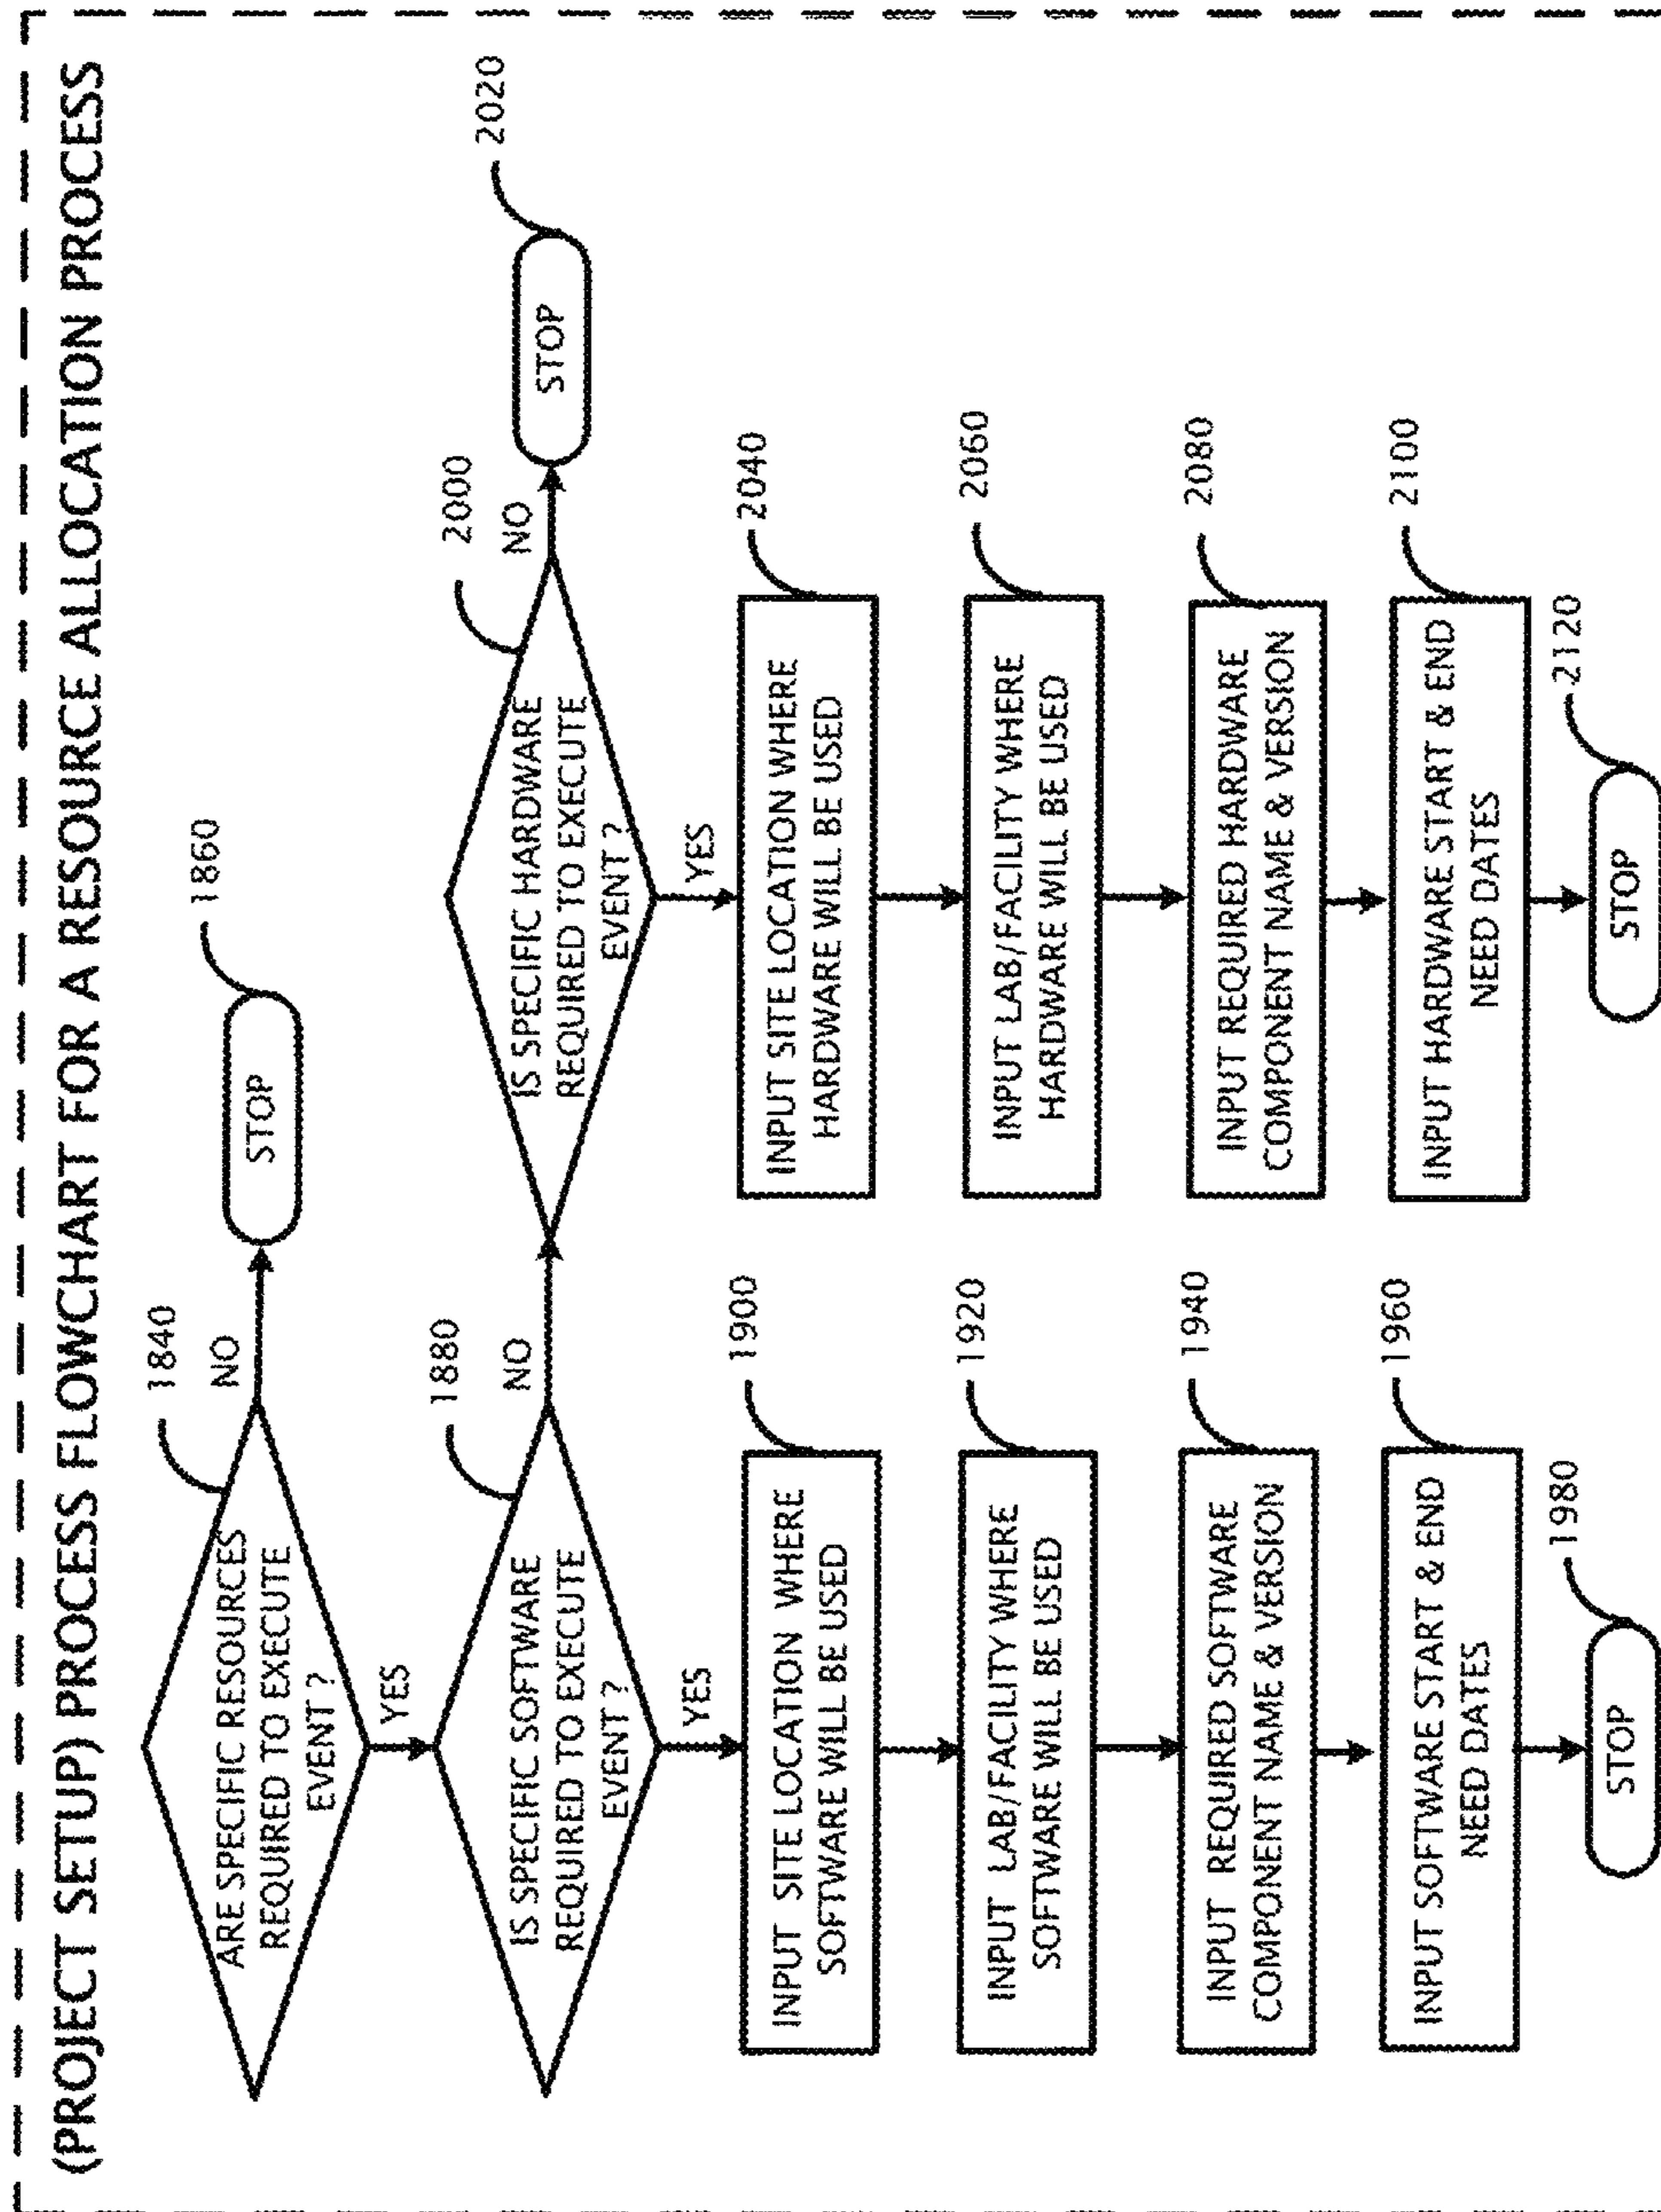 (PROJECT SETUP) PROCESS FLOWCHART FOR A RESOURCE ALLOCATION PROCESS
1840
ARE SPECIFIC RESOURCES
REQUIRED TO EXECUTE
EVENT ?
NO
1860
STOP
YES
1880
IS SPECIFIC SOFTWARE
REQUIRED TO EXECUTE
EVENT ?
NO
2000
IS SPECIFIC HARDWARE
REQUIRED TO EXECUTE
EVENT ?
NO
2020
STOP
YES
1900
INPUT SITE LOCATION WHERE
SOFTWARE WILL BE USED
1920
INPUT LAB/FACILITY WHERE
SOFTWARE WILL BE USED
1940
INPUT REQUIRED SOFTWARE
COMPONENT NAME & VERSION
1960
INPUT SOFTWARE START & END
NEED DATES
1980
STOP
YES
2040
INPUT SITE LOCATION WHERE
HARDWARE WILL BE USED
2060
INPUT LAB/FACILITY WHERE
HARDWARE WILL BE USED
2080
INPUT REQUIRED HARDWARE
COMPONENT NAME & VERSION
2100
INPUT HARDWARE START & END
NEED DATES
2120
STOP